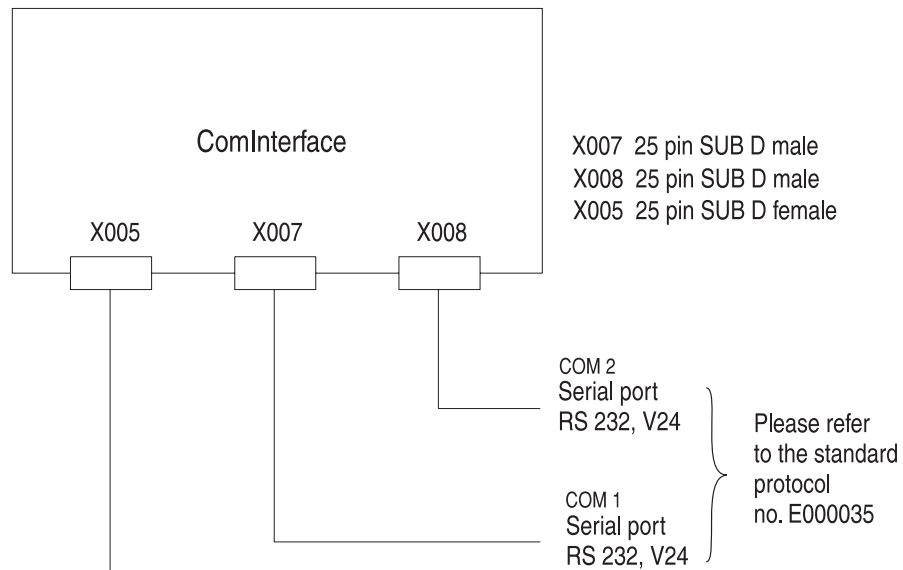 ComInterface
X007 25 pin SUB D male
X008 25 pin SUB D male
X005 25 pin SUB D female
X005
X007
X008
COM 2
Serial port
RS 232, V24
Please refer
to the standard
protocol
no. E000035
COM 1
Serial port
RS 232, V24